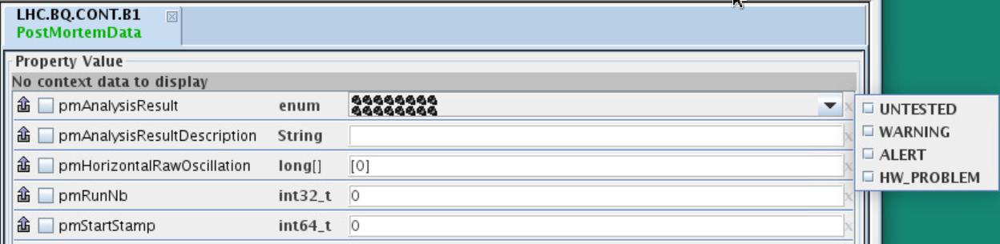 LHC.BQ.CONT.B1
PostMortemData
Property Value
No context data to display
pmAnalysisResult enum
pmAnalysisResultDescription String
pmHorizontalRawOscillation long[] [0]
pmRunNb int32_t 0
pmStartStamp int64_t 0
UNTESTED
WARNING
ALERT
HW_PROBLEM